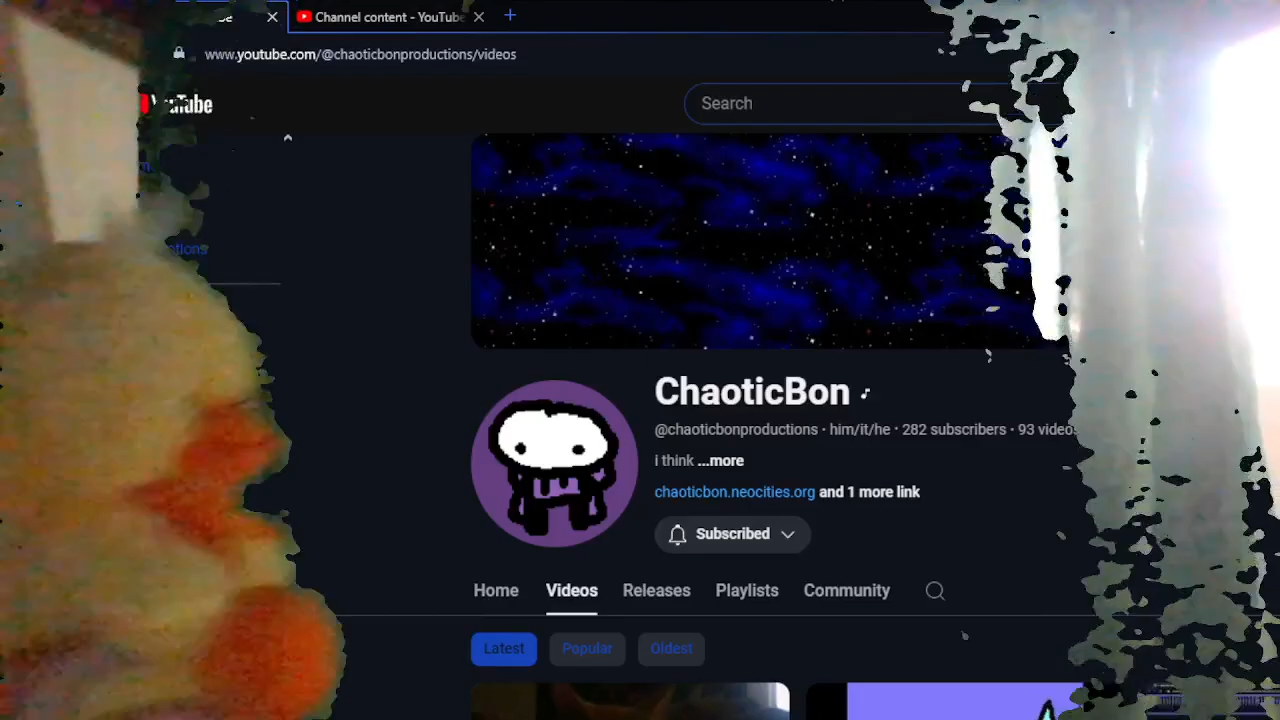 Channel content - YouTube
www.youtube.com/@chaoticbonproductions/videos
YouTube
Search
ChaoticBon
@chaoticbonproductions · him/it/he · 282 subscribers · 93 videos
i think ...more
chaoticbon.neocities.org and 1 more link
Subscribed
Home Videos Releases Playlists Community
Latest Popular Oldest